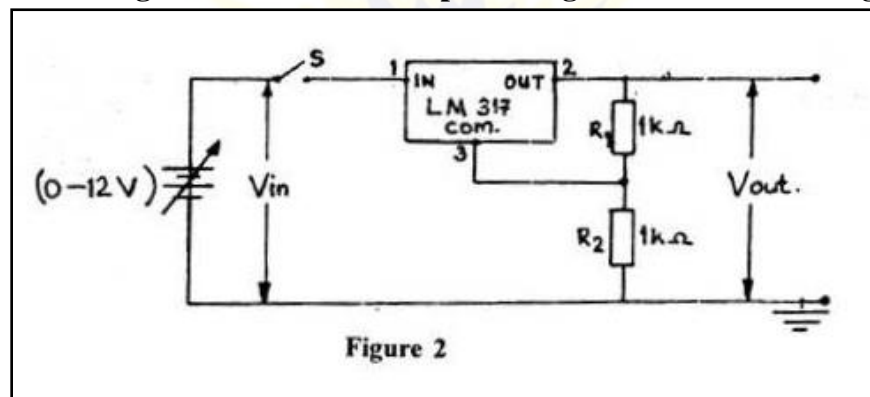 S
1 IN OUT 2
LM 317
com.
3
R1 1kΩ
(0-12V) Vin Vout.
R2 1kΩ
Figure 2